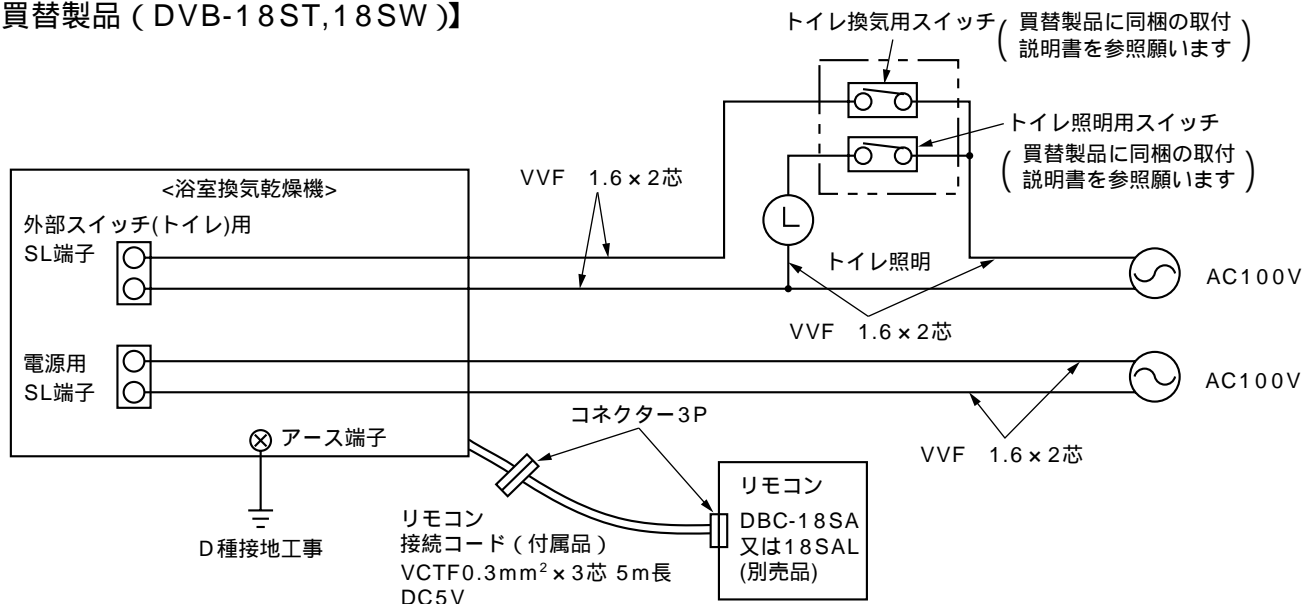 買替製品（DVB-18ST,18SW）】
トイレ換気用スイッチ
(買替製品に同梱の取付
説明書を参照願います)
トイレ照明用スイッチ
(買替製品に同梱の取付
説明書を参照願います)
<浴室換気乾燥機>
VVF 1.6×2芯
外部スイッチ(トイレ)用
SL端子
L
トイレ照明
AC100V
VVF 1.6×2芯
電源用
SL端子
AC100V
コネクター3P
VVF 1.6×2芯
アース端子
D種接地工事
リモコン
接続コード（付属品）
VCTF0.3mm²×3芯 5m長
DC5V
リモコン
DBC-18SA
又は18SAL
(別売品)